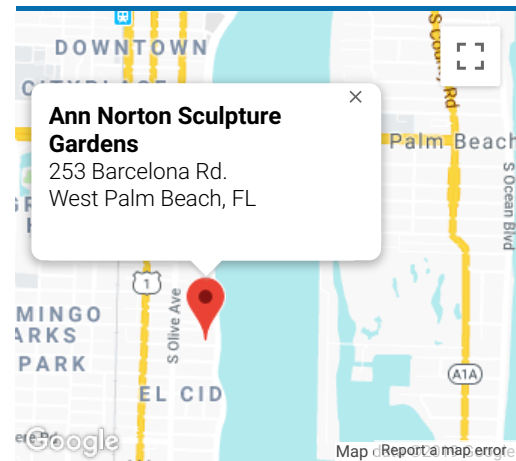 DOWNTOWN
S County Rd
Ann Norton Sculpture
Gardens
253 Barcelona Rd.
West Palm Beach, FL
Palm Beach
S Ocean Blvd
1
S Olive Ave
MINGO
ARKS
PARK
A1A
EL CID
Google
Map
Report a map error